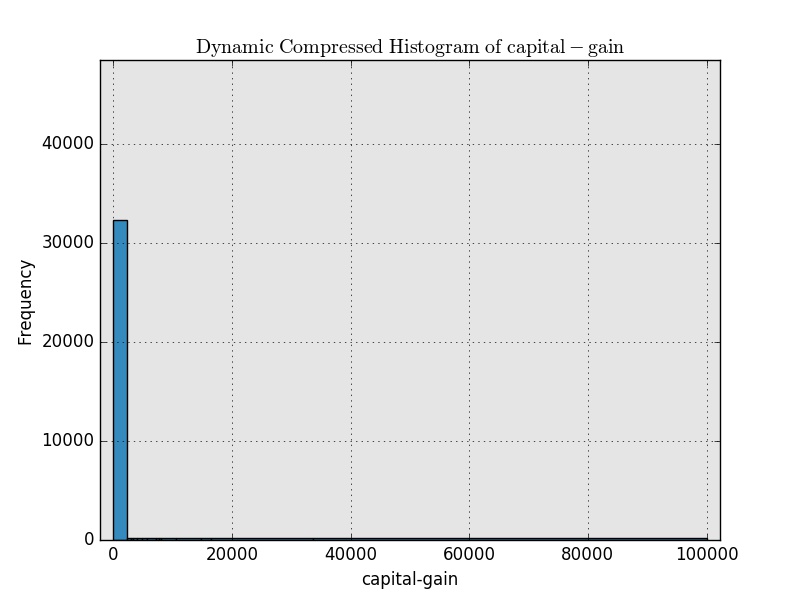 Dynamic Compressed Histogram of capital − gain
40000
30000
20000
10000
0
Frequency
0 20000 40000 60000 80000 100000
capital-gain